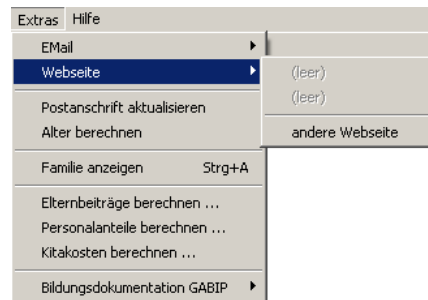 Extras Hilfe
EMail
Webseite
(leer)
(leer)
andere Webseite
Postanschrift aktualisieren
Alter berechnen
Familie anzeigen Strg+A
Elternbeiträge berechnen ...
Personalanteile berechnen ...
Kitakosten berechnen ...
Bildungsdokumentation GABIP